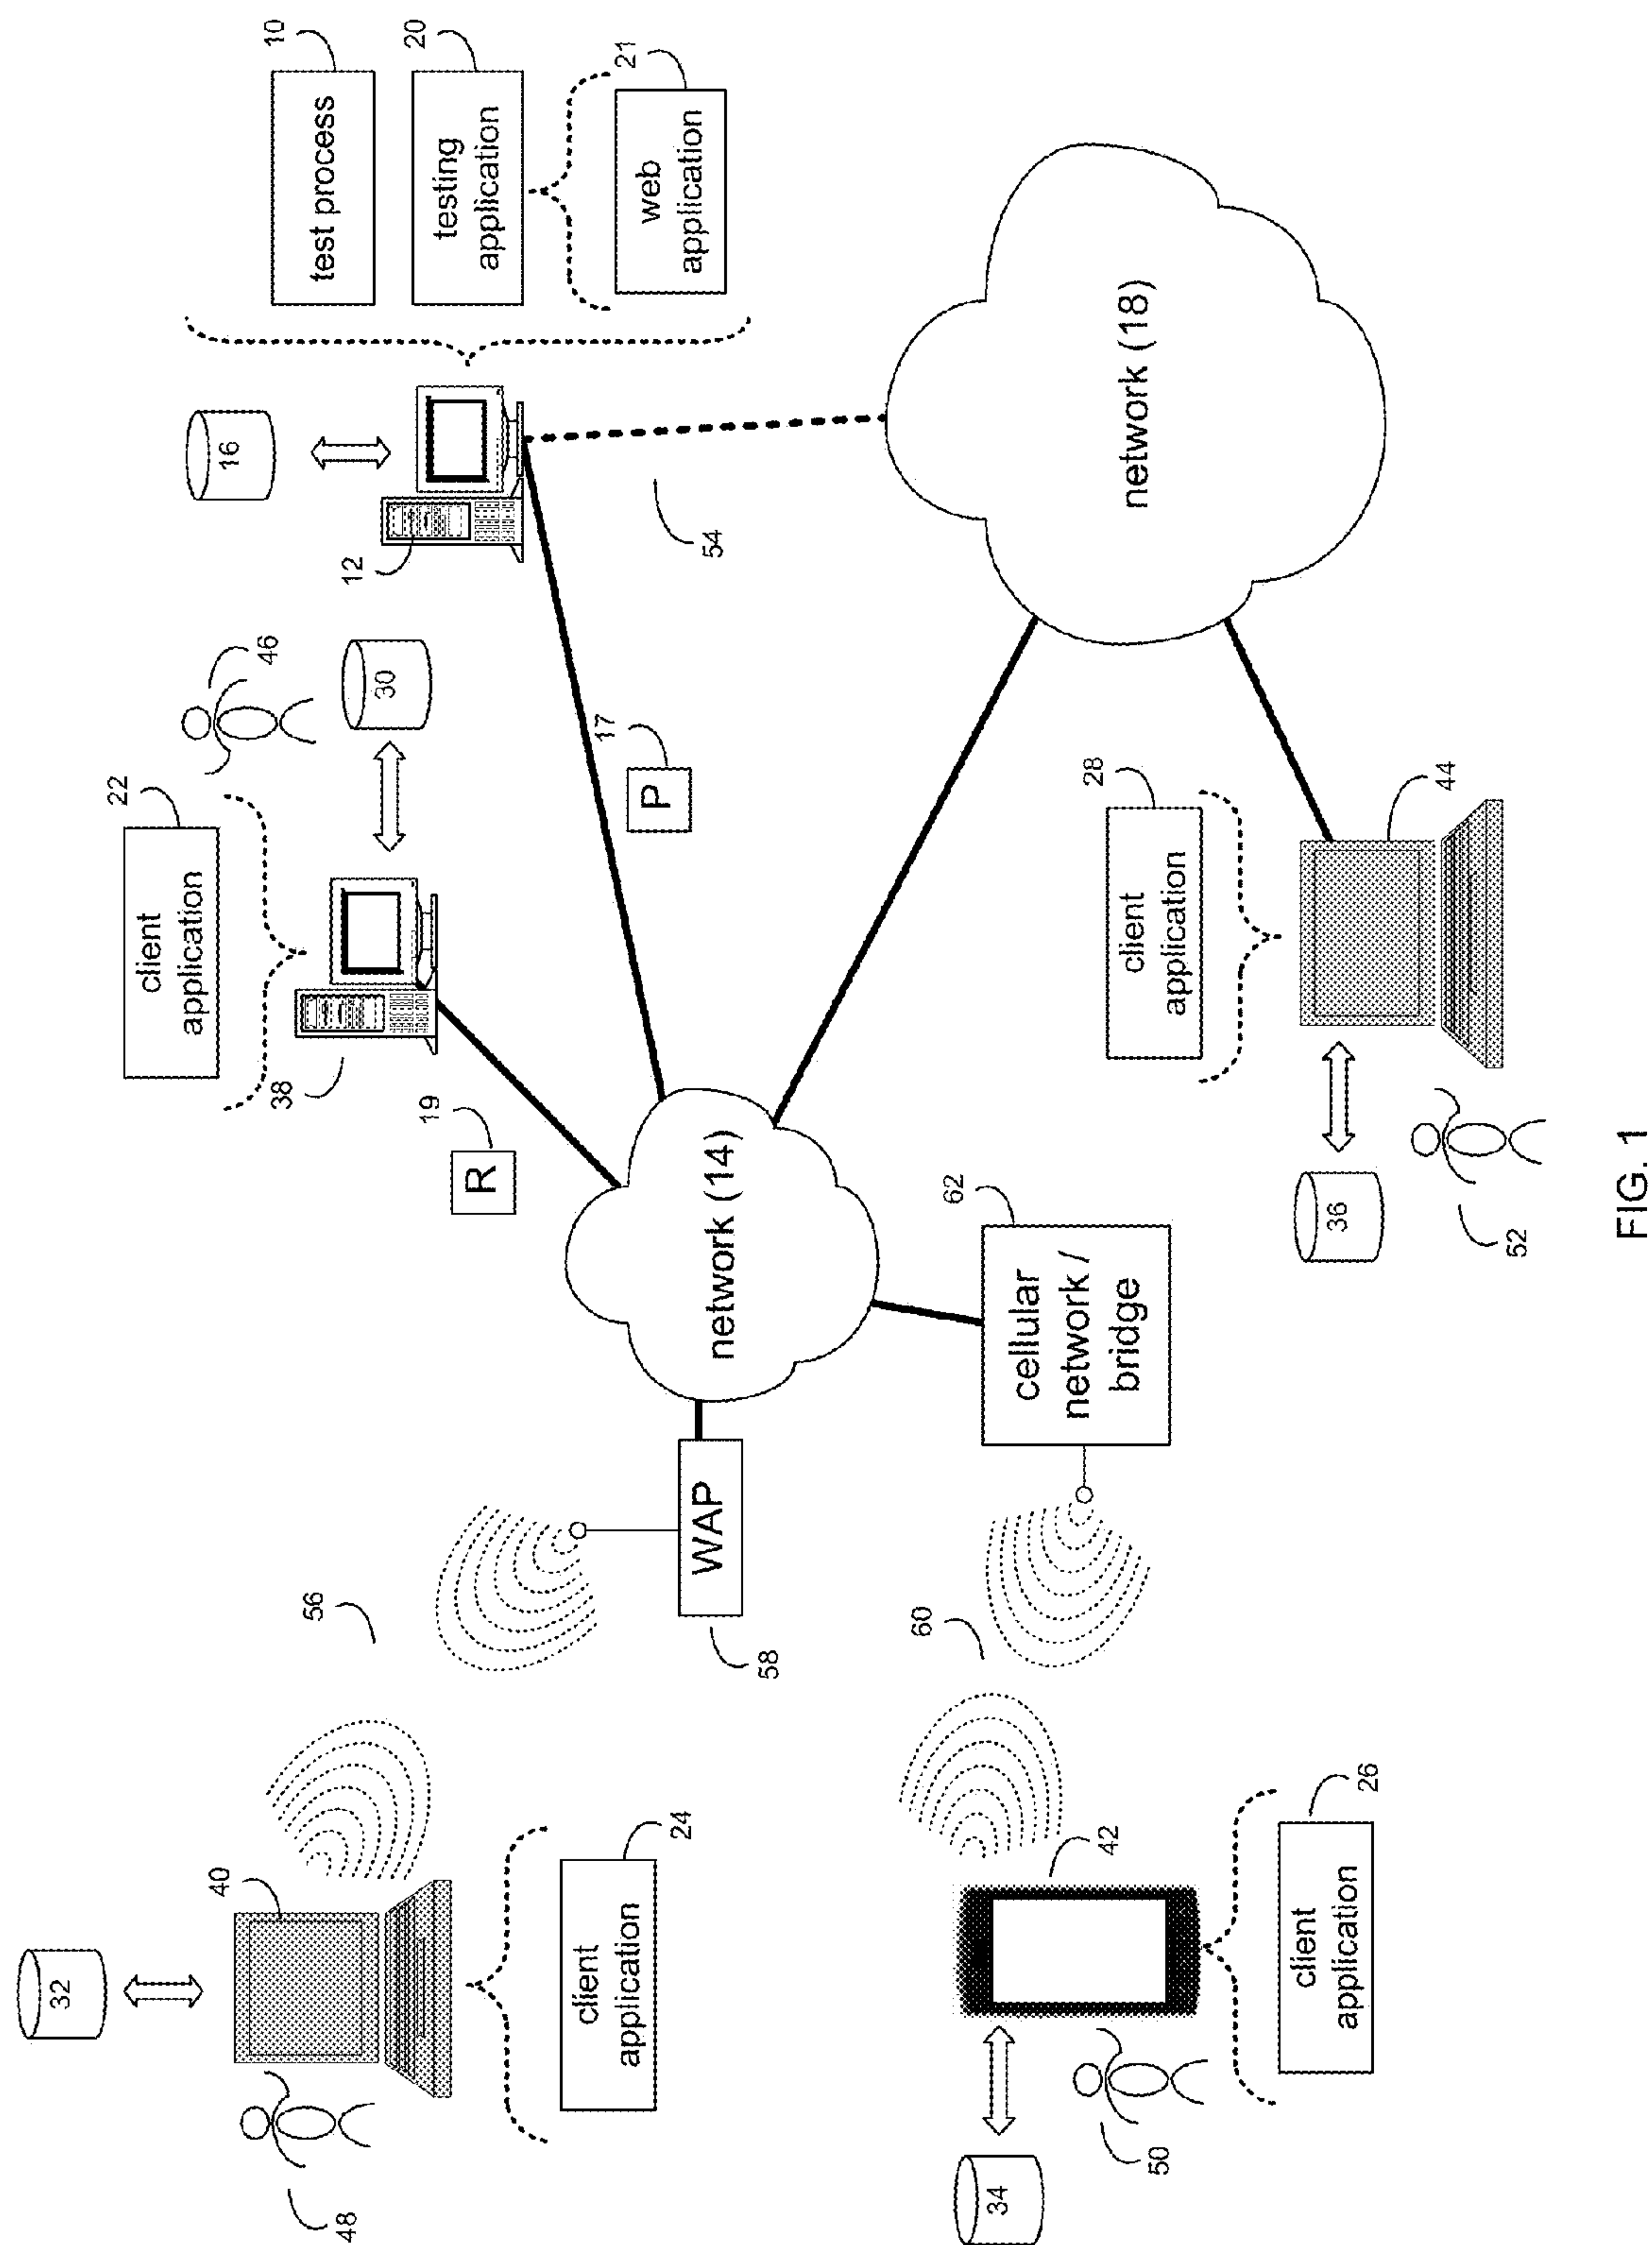 32
22
client
application
40
16
46
10
38
test process
56
48
12
30
20
19
testing
application
R
client
application
17
21
web
application
P
24
WAP
54
network (14)
58
60
62
34
cellular
network /
bridge
28
42
network (18)
client
application
50
client
application
36
26
44
52
FIG. 1